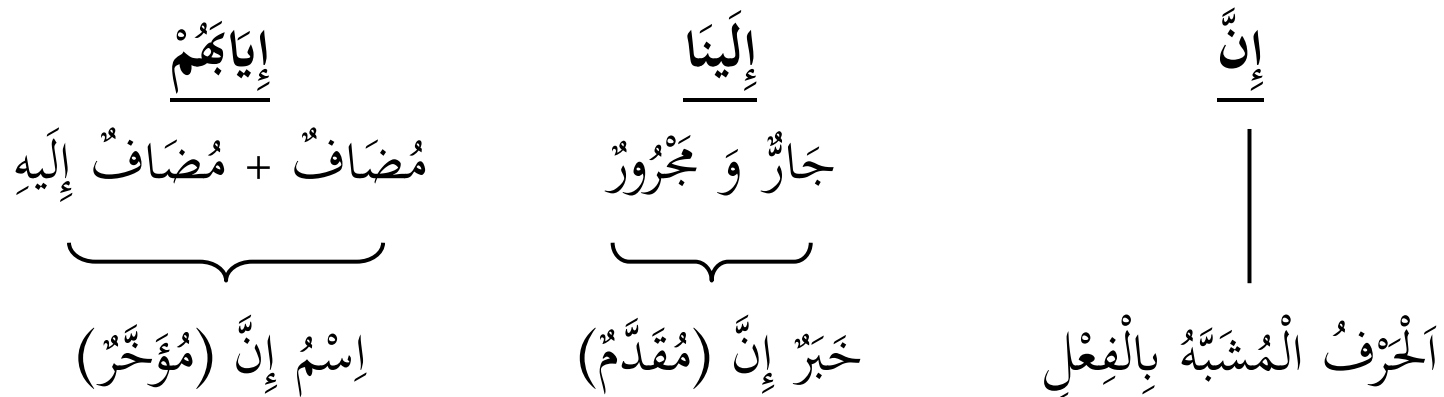 إِنَّ إِلَينَا إِيَابَهُمْ
جَارٌّ وَ مَجْرُورٌ مُضَافٌ + مُضَافٌ إِلَيهِ
اَلْحَرْفُ الْمُشَبَّهُ بِالْفِعْلِ خَبَرٌ إِنَّ (مُقَدَّمٌ) اِسْمُ إِنَّ (مُؤَخَّرٌ)